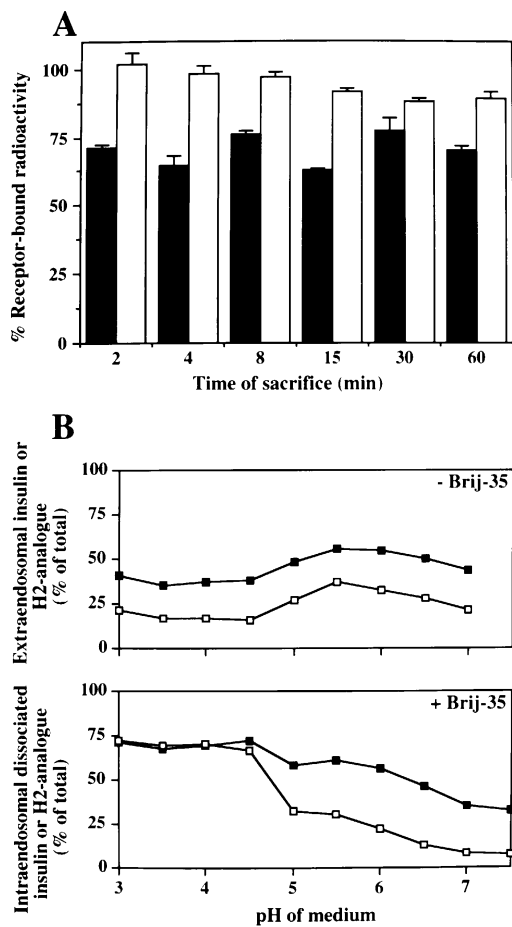 A
% Receptor-bound radioactivity
100
75
50
25
0
2 4 8 15 30 60
Time of sacrifice (min)
B
Extraendosomal insulin or
H2-analogue
(% of total)
100
75
50
25
0
- Brij-35
Intraendosomal dissociated
insulin or H2-analogue
(% of total)
100
75
50
25
0
+ Brij-35
3 4 5 6 7
pH of medium